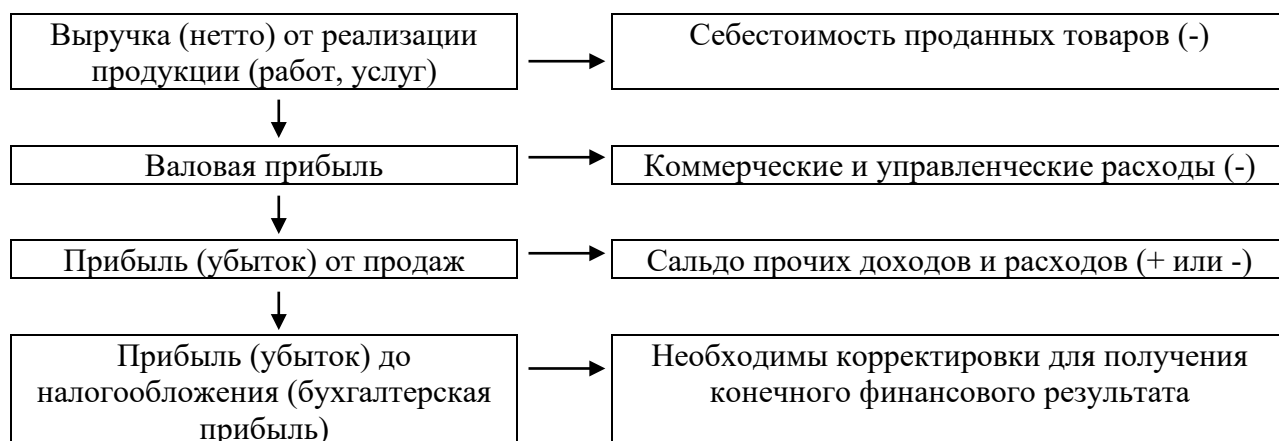 Выручка (нетто) от реализации
продукции (работ, услуг)
Себестоимость проданных товаров (-)
Валовая прибыль
Коммерческие и управленческие расходы (-)
Прибыль (убыток) от продаж
Сальдо прочих доходов и расходов (+ или -)
Прибыль (убыток) до
налогообложения (бухгалтерская
прибыль)
Необходимы корректировки для получения
конечного финансового результата